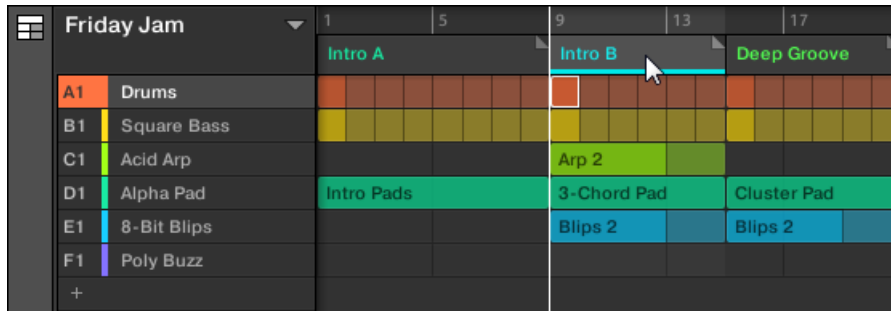 Friday Jam
1 5 9 13 17
Intro A Intro B Deep Groove
A1 Drums
B1 Square Bass
C1 Acid Arp Arp 2
D1 Alpha Pad Intro Pads 3-Chord Pad Cluster Pad
E1 8-Bit Blips Blips 2 Blips 2
F1 Poly Buzz
+